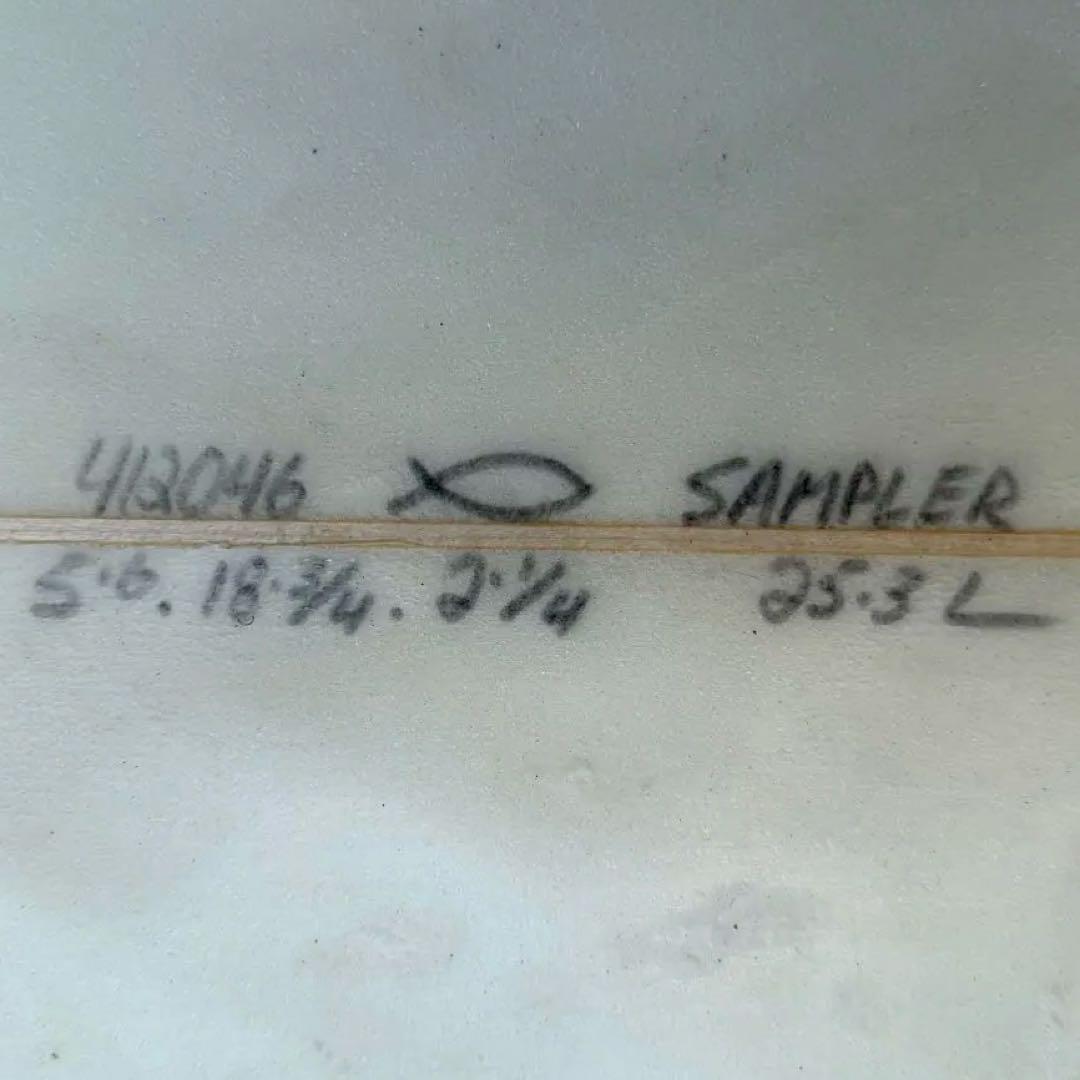 412046 SAMPLER
5.6. 18.3/4. 2.1/4 25.3 L